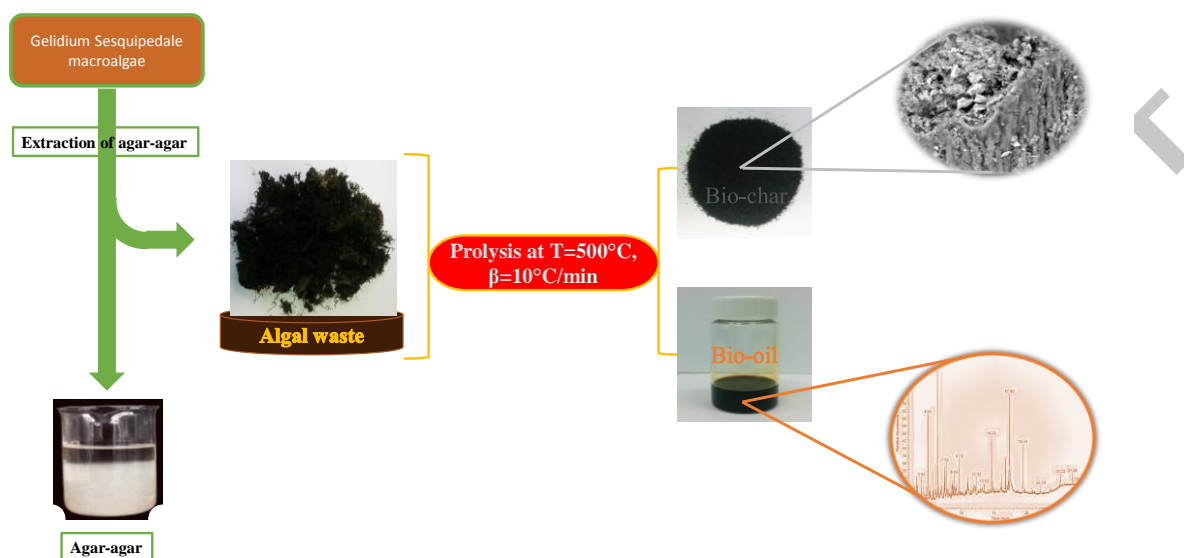 Gelidium Sesquipedale
macroalgae
Extraction of agar-agar
Algal waste
Prolysis at T=500°C,
β=10°C/min
Bio-char
Bio-oil
Agar-agar